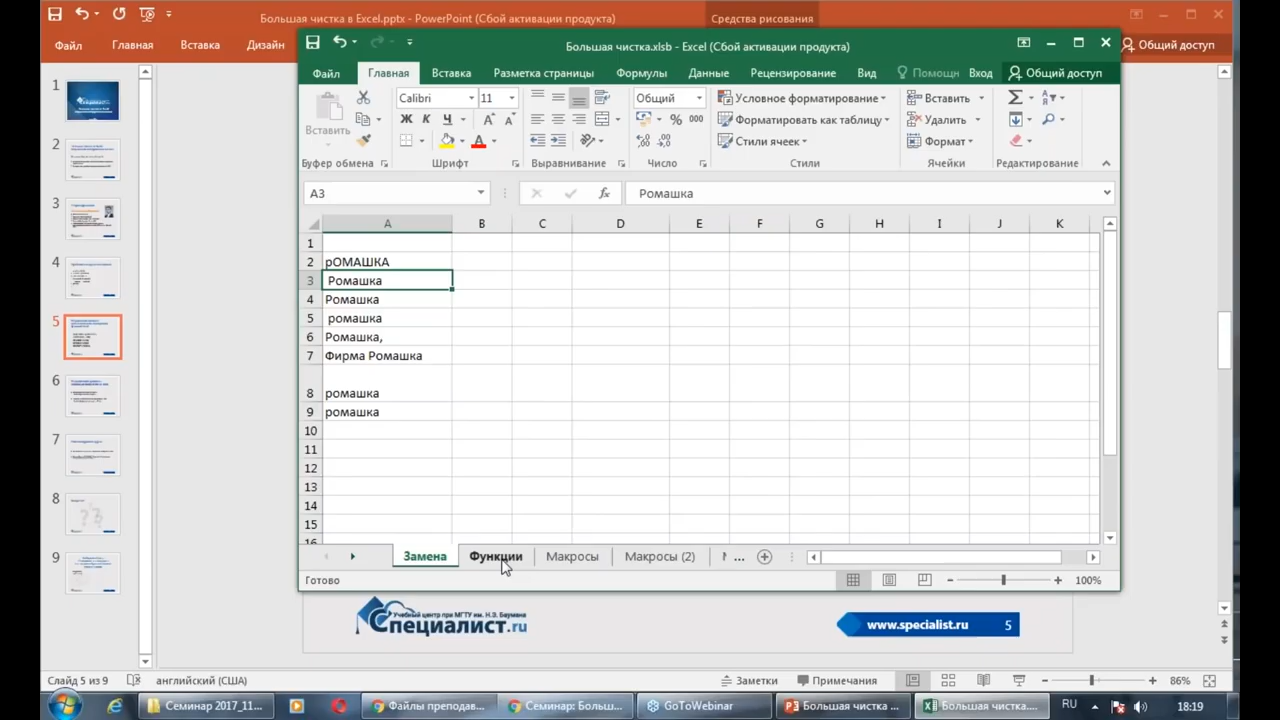 Большая чистка в Excel.pptx - PowerPoint (Сбой активации продукта)
Средства рисования
Файл Главная Вставка Дизайн
Общий доступ
Большая чистка.xlsb - Excel (Сбой активации продукта)
Файл Главная Вставка Разметка страницы Формулы Данные Рецензирование Вид Помощн Вход Общий доступ
Вставить
Calibri 11
Ж К Ч
Общий
% 000
Условное форматирование
Форматировать как таблицу
Стили ячеек
Вставить
Удалить
Формат
Буфер обмена Шрифт Выравнивание Число Стили Ячейки Редактирование
A3 fx Ромашка
A B C D E F G H I J K
1
2 рОМАШКА
3 Ромашка
4 Ромашка
5 ромашка
6 Ромашка,
7 Фирма Ромашка
8 ромашка
9 ромашка
10
11
12
13
14
15
16
Замена Функции Макросы Макросы (2) ...
Готово 100%
1
2
3
4
5
6
7
8
9
Учебный центр при МГТУ им. Н.Э. Баумана
Специалист.ru
www.specialist.ru 5
Слайд 5 из 9 английский (США) Заметки Примечания 86%
Семинар 2017_11... Файлы преподав... Семинар: Больш... GoToWebinar Большая чистка ... Большая чистка.... RU 18:19